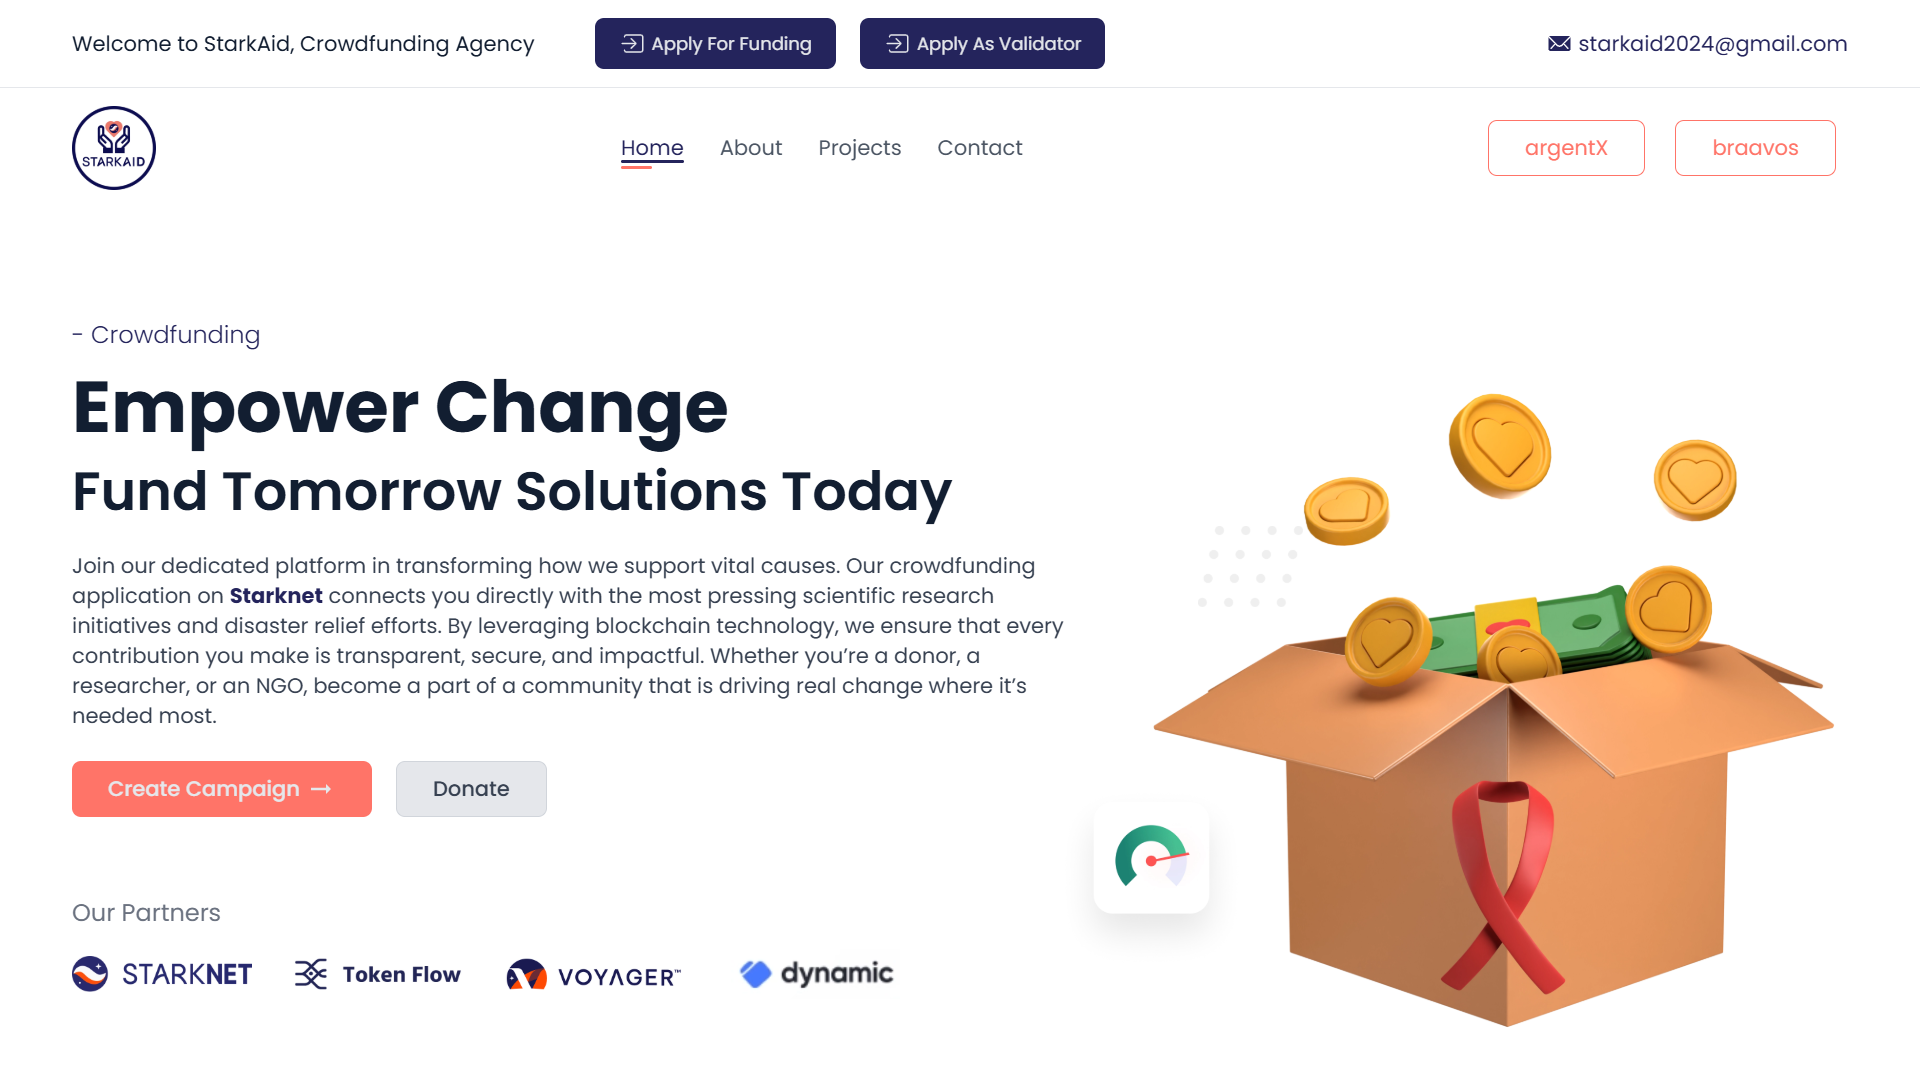 Welcome to StarkAid, Crowdfunding Agency
Apply For Funding
Apply As Validator
starkaid2024@gmail.com
STARKAID
Home
About
Projects
Contact
argentX
braavos
- Crowdfunding
Empower Change
Fund Tomorrow Solutions Today
Join our dedicated platform in transforming how we support vital causes. Our crowdfunding
application on Starknet connects you directly with the most pressing scientific research
initiatives and disaster relief efforts. By leveraging blockchain technology, we ensure that every
contribution you make is transparent, secure, and impactful. Whether you’re a donor, a
researcher, or an NGO, become a part of a community that is driving real change where it’s
needed most.
Create Campaign →
Donate
Our Partners
STARKNET
Token Flow
VOYAGER™
dynamic